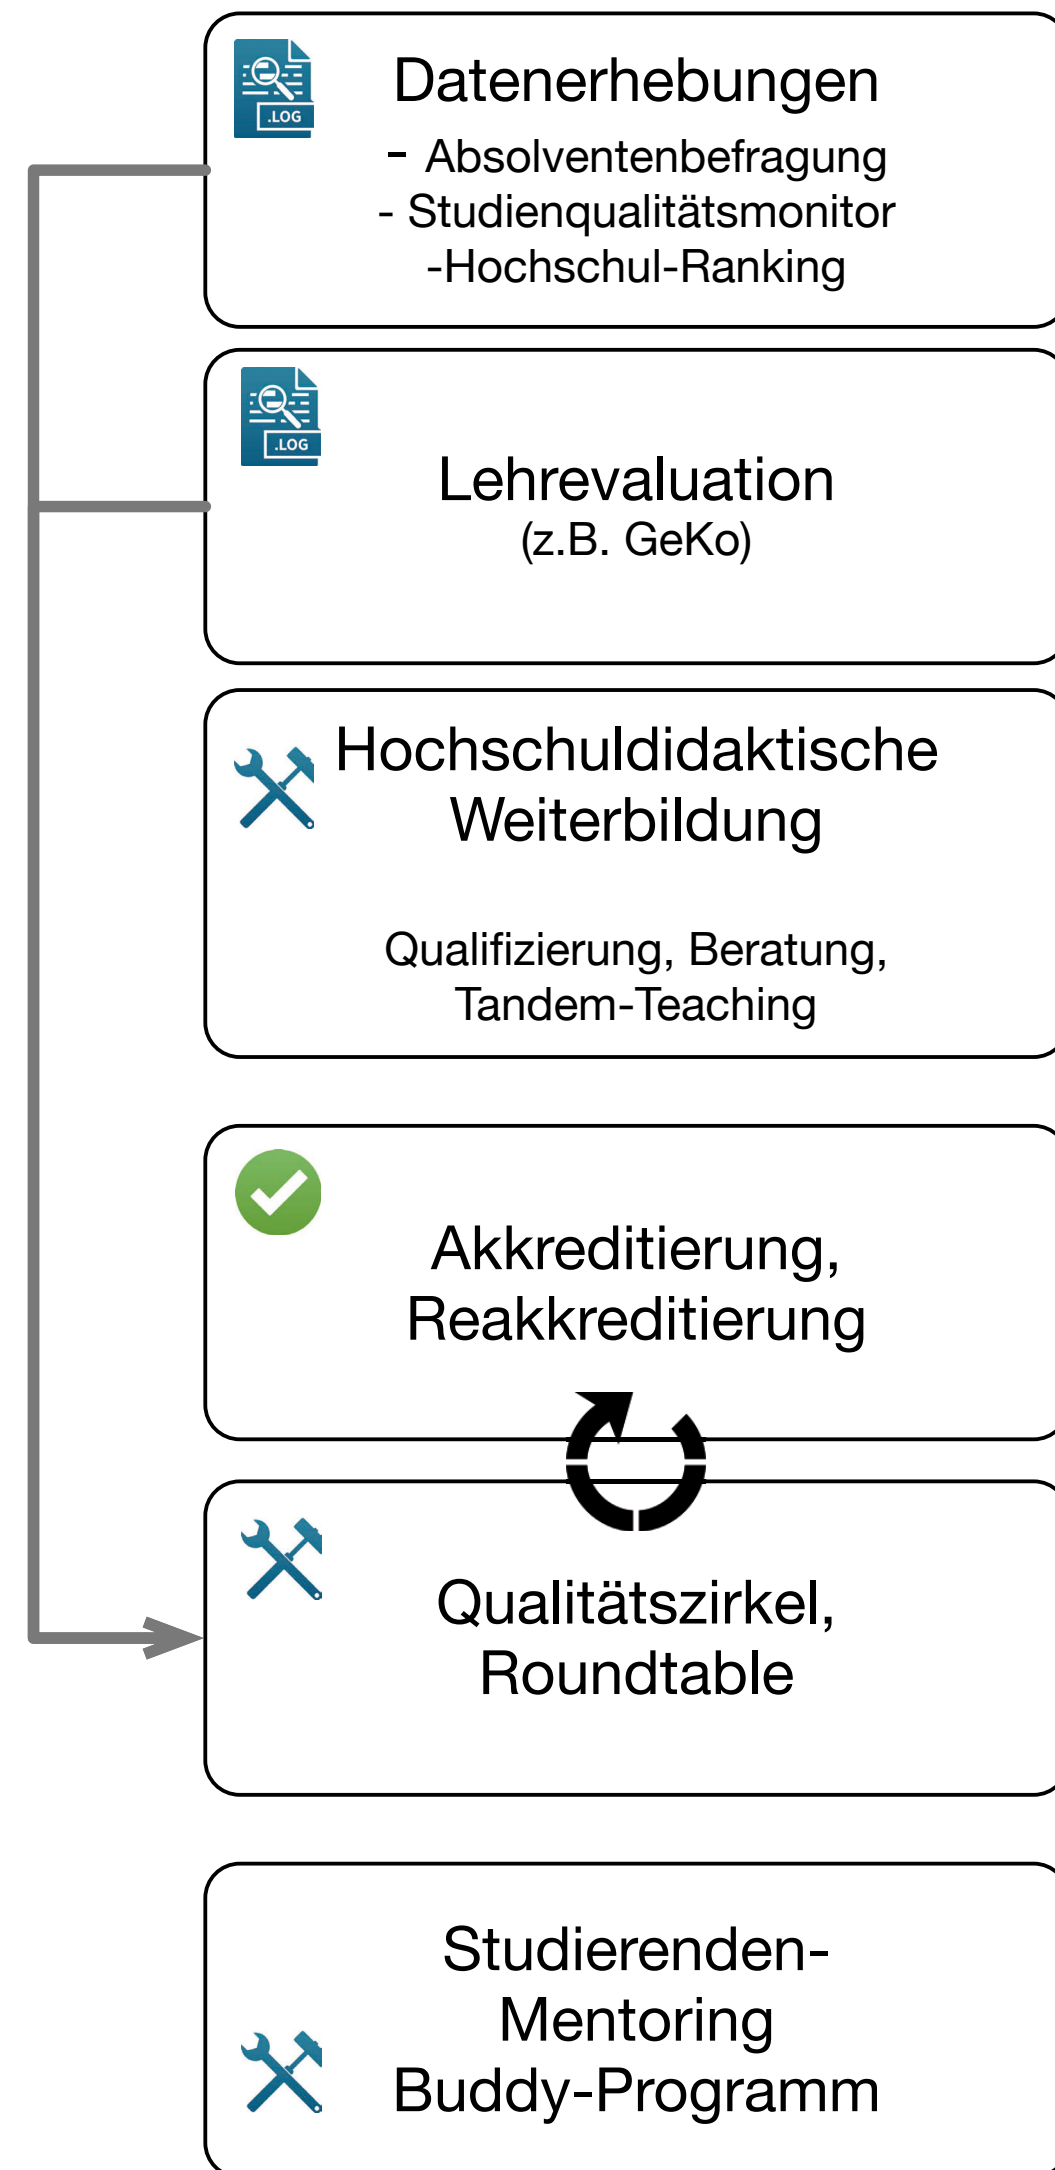 .LOG
Datenerhebungen
- Absolventenbefragung
- Studienqualitätsmonitor
-Hochschul-Ranking
.LOG
Lehrevaluation
(z.B. GeKo)
Hochschuldidaktische
Weiterbildung
Qualifizierung, Beratung,
Tandem-Teaching
Akkreditierung,
Reakkreditierung
Qualitätszirkel,
Roundtable
Studierenden-
Mentoring
Buddy-Programm